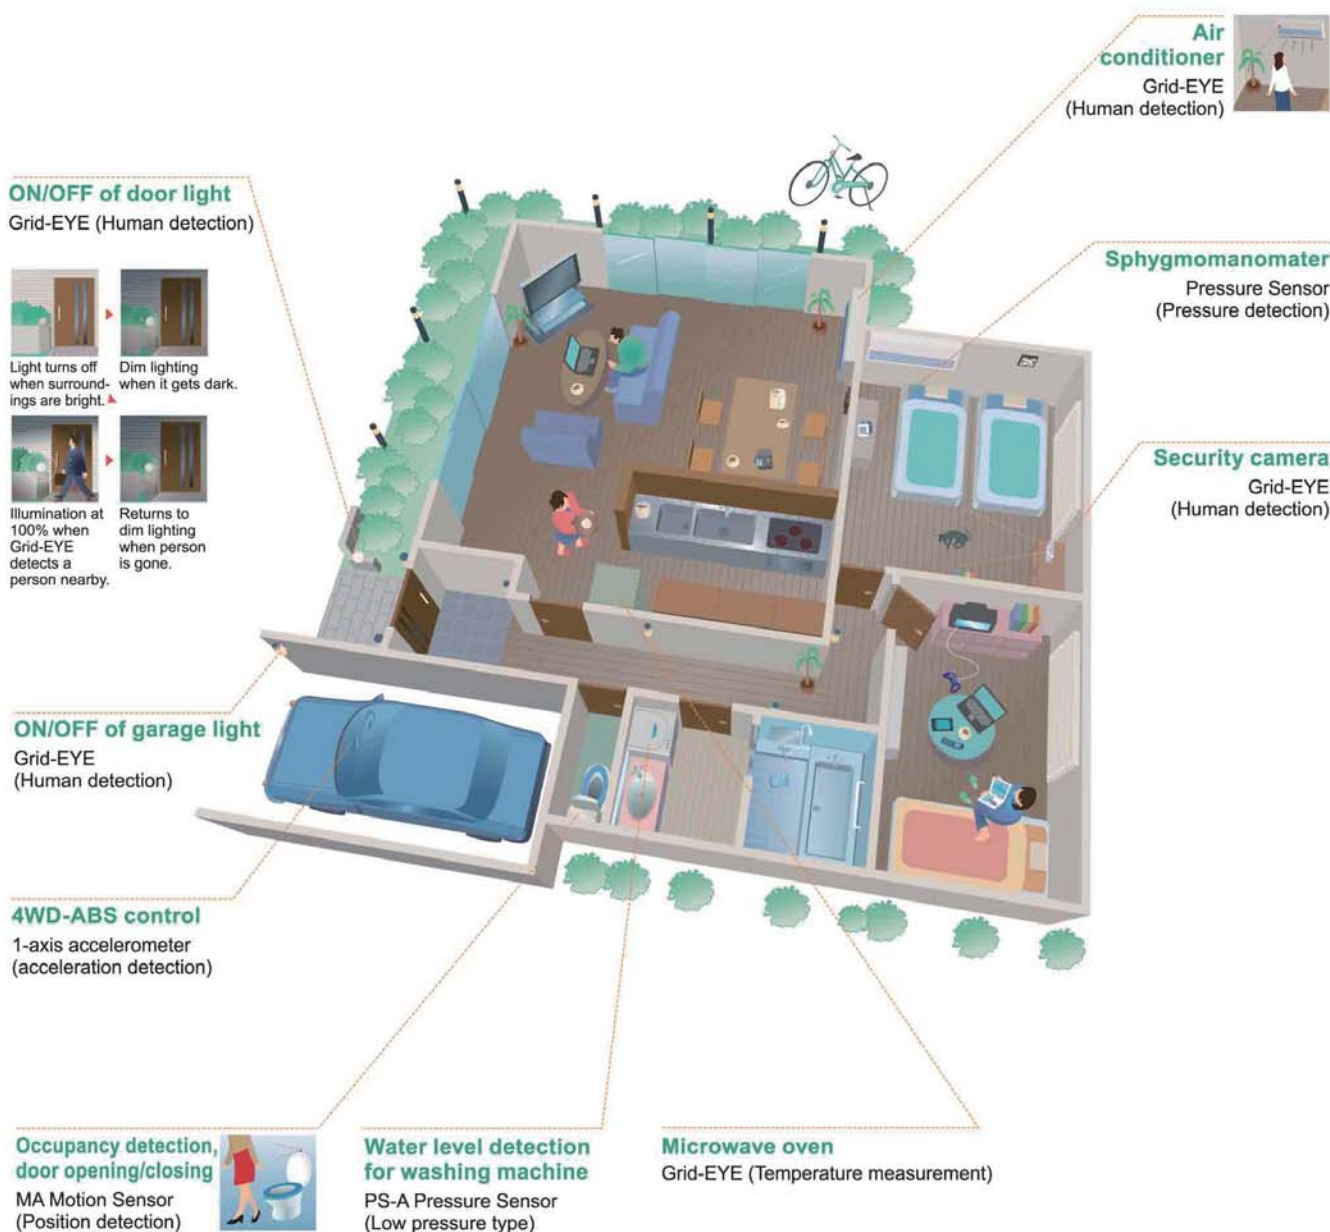 Air
conditioner
Grid-EYE
(Human detection)
ON/OFF of door light
Grid-EYE (Human detection)
Light turns off
when surround-
ings are bright.
Dim lighting
when it gets dark.
Illumination at
100% when
Grid-EYE
detects a
person nearby.
Returns to
dim lighting
when person
is gone.
Sphygmomanomater
Pressure Sensor
(Pressure detection)
Security camera
Grid-EYE
(Human detection)
ON/OFF of garage light
Grid-EYE
(Human detection)
4WD-ABS control
1-axis accelerometer
(acceleration detection)
Occupancy detection,
door opening/closing
MA Motion Sensor
(Position detection)
Water level detection
for washing machine
PS-A Pressure Sensor
(Low pressure type)
Microwave oven
Grid-EYE (Temperature measurement)